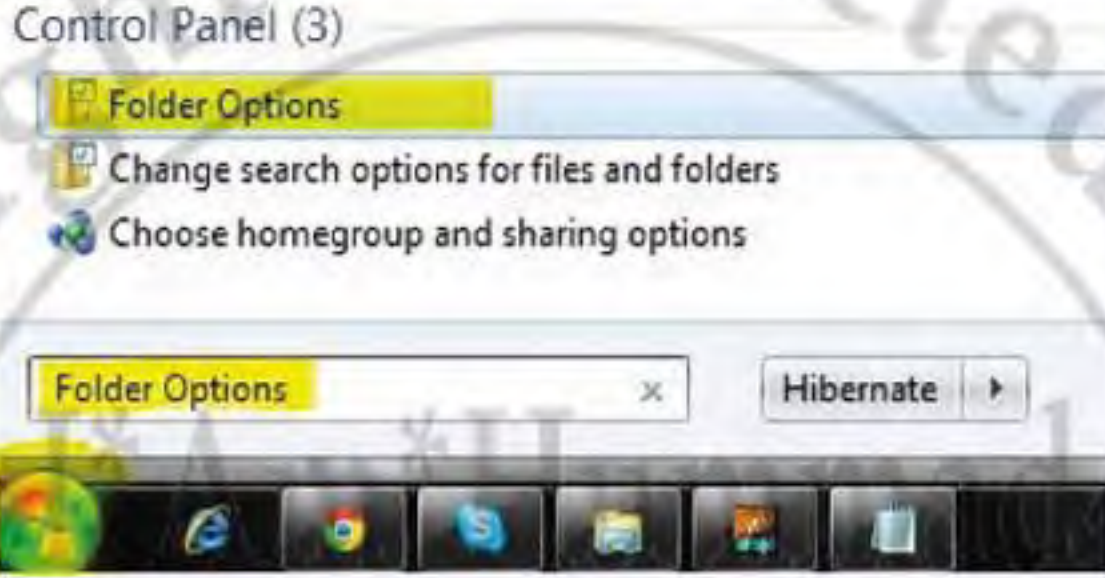 Control Panel (3)
Folder Options
Change search options for files and folders
Choose homegroup and sharing options
Folder Options
Hibernate